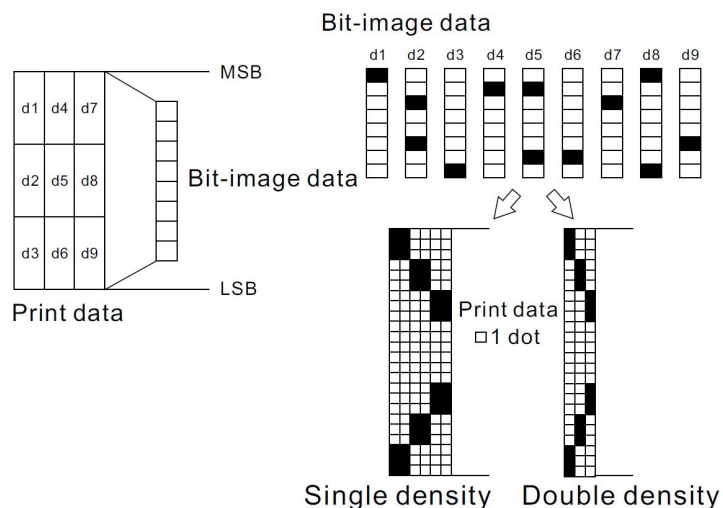 Bit-image data
d1 d2 d3 d4 d5 d6 d7 d8 d9
MSB
d1 d4 d7
d2 d5 d8
Bit-image data
d3 d6 d9
LSB
Print data
Print data
1 dot
Single density
Double density